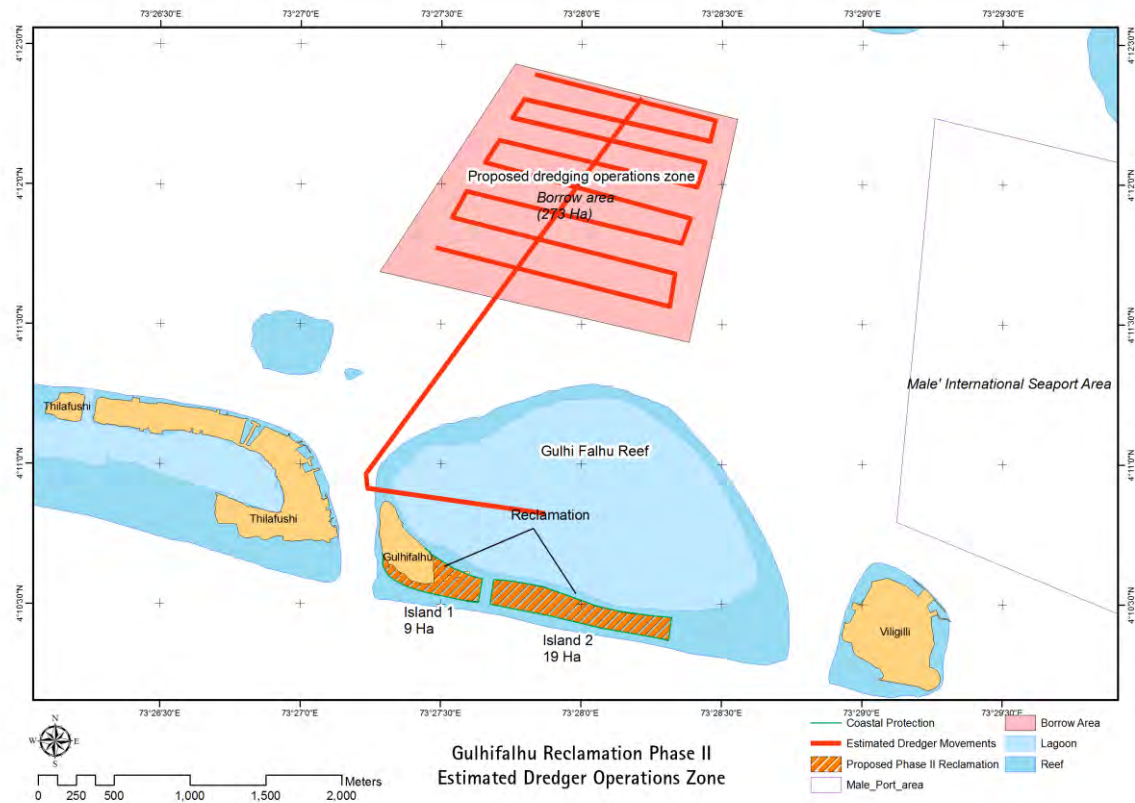 73°26'30"E 73°27'0"E 73°27'30"E 73°28'0"E 73°28'30"E 73°29'0"E 73°29'30"E
4°12'30"N 4°12'30"N
Proposed dredging operations zone
4°12'0"N 4°12'0"N
Borrow area
(273 Ha)
4°11'30"N 4°11'30"N
Male' International Seaport Area
Thilafushi
Gulhi Falhu Reef
4°11'0"N 4°11'0"N
Reclamation
Thilafushi
Gulhifalhu
4°10'30"N 4°10'30"N
Island 1
9 Ha
Viligilli
Island 2
19 Ha
73°26'30"E 73°27'0"E 73°27'30"E 73°28'0"E 73°28'30"E 73°29'0"E 73°29'30"E
N
W E
S
0 250 500 1,000 1,500 2,000
Meters
Gulhifalhu Reclamation Phase II
Estimated Dredger Operations Zone
Coastal Protection
Estimated Dredger Movements
Proposed Phase II Reclamation
Male_Port_area
Borrow Area
Lagoon
Reef